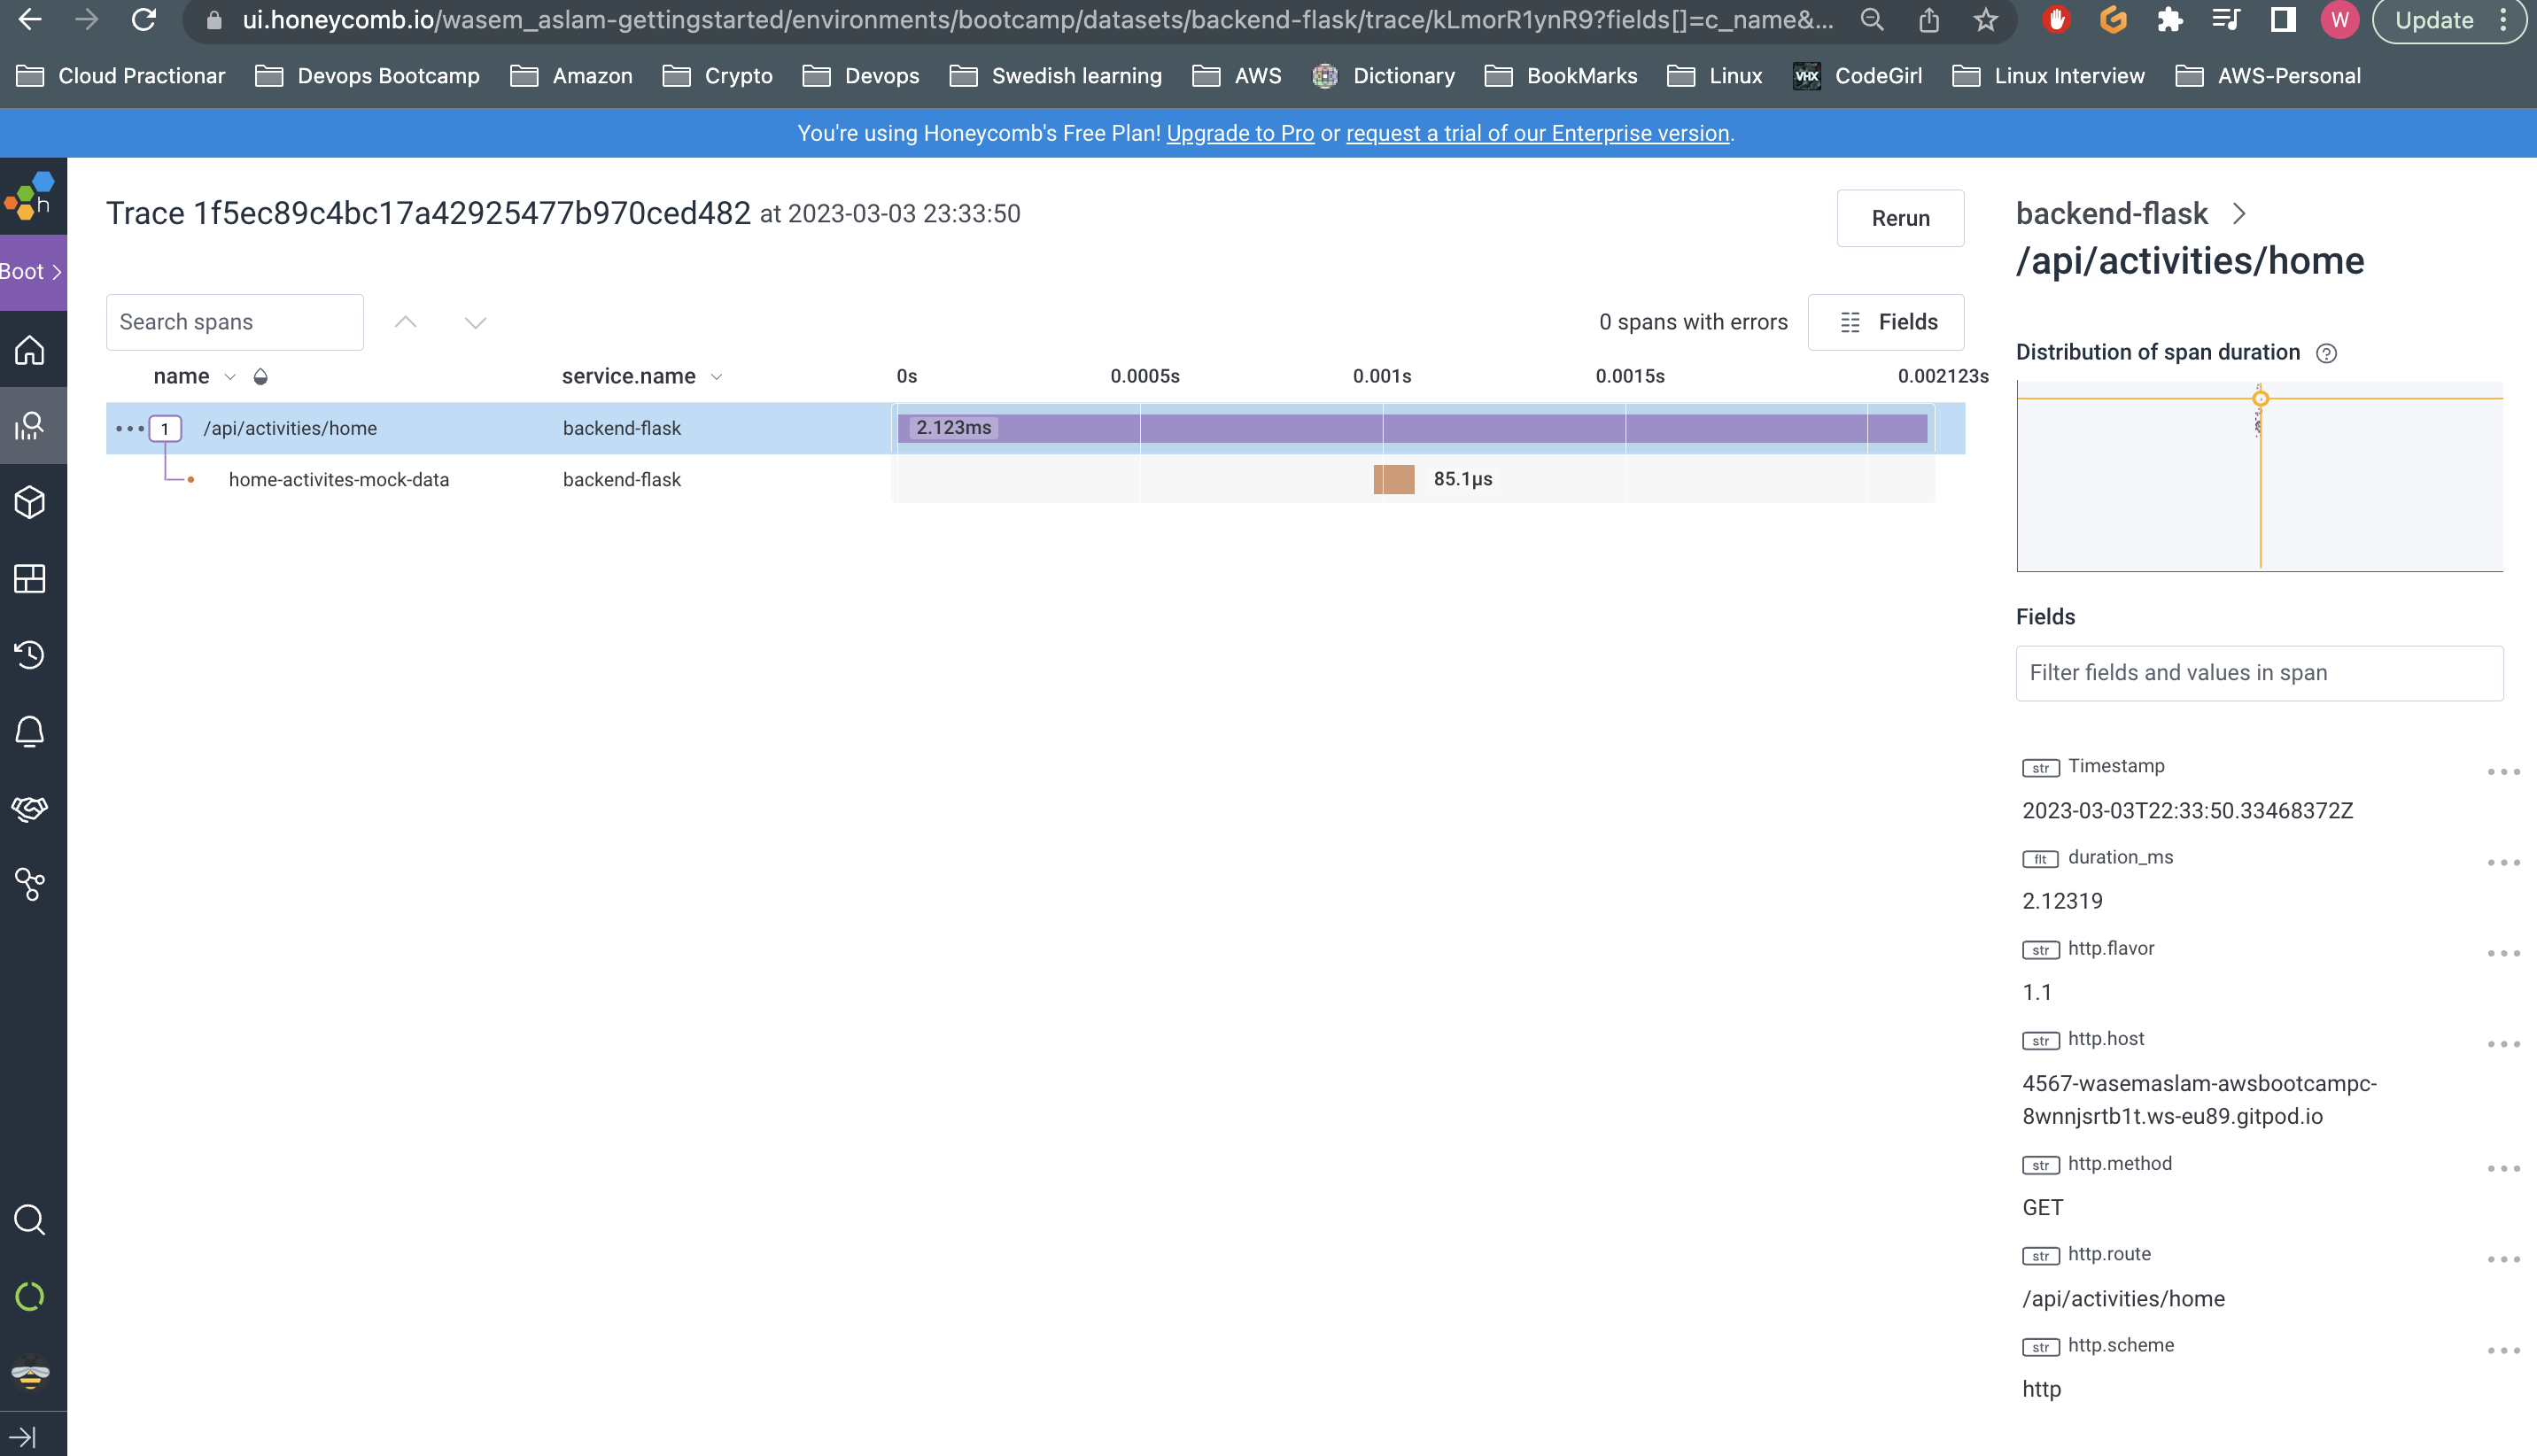 ui.honeycomb.io/wasem_aslam-gettingstarted/environments/bootcamp/datasets/backend-flask/trace/kLmorR1ynR9?fields[]=c_name&...
W
Update
Cloud Practionar
Devops Bootcamp
Amazon
Crypto
Devops
Swedish learning
AWS
Dictionary
BookMarks
Linux
VHX
CodeGirl
Linux Interview
AWS-Personal
You're using Honeycomb's Free Plan! Upgrade to Pro or request a trial of our Enterprise version.
h
Boot
Trace 1f5ec89c4bc17a42925477b970ced482 at 2023-03-03 23:33:50
Rerun
Search spans
0 spans with errors
Fields
name
service.name
0s
0.0005s
0.001s
0.0015s
0.002123s
1
/api/activities/home
backend-flask
2.123ms
home-activites-mock-data
backend-flask
85.1μs
backend-flask
/api/activities/home
Distribution of span duration
?
Fields
Filter fields and values in span
str Timestamp
2023-03-03T22:33:50.33468372Z
flt duration_ms
2.12319
str http.flavor
1.1
str http.host
4567-wasemaslam-awsbootcampc-
8wnnjsrtb1t.ws-eu89.gitpod.io
str http.method
GET
str http.route
/api/activities/home
str http.scheme
http